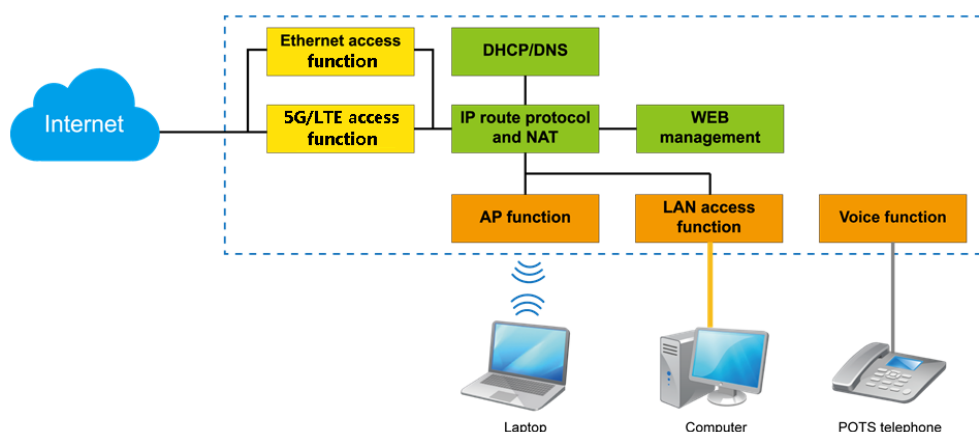 Ethernet access
function
DHCP/DNS
Internet
5G/LTE access
function
IP route protocol
and NAT
WEB
management
AP function
LAN access
function
Voice function
Laptop
Computer
POTS telephone